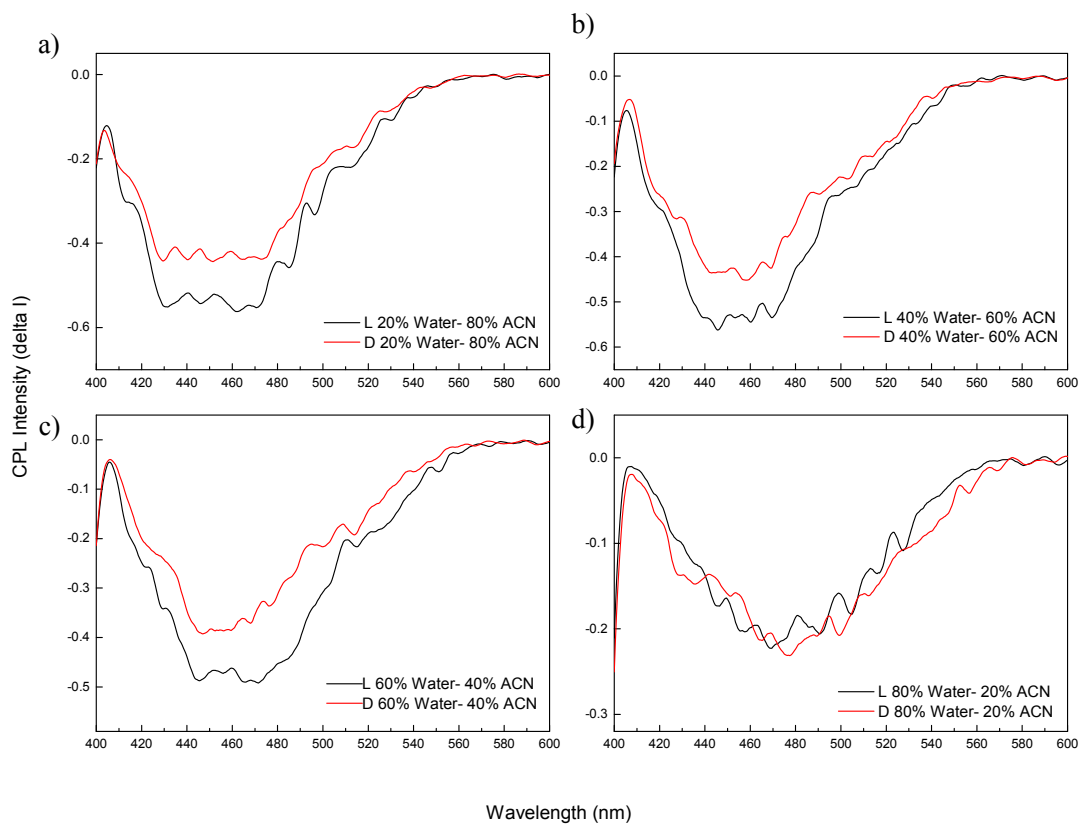 a)
0.0
-0.2
-0.4
-0.6
L 20% Water- 80% ACN
D 20% Water- 80% ACN
400 420 440 460 480 500 520 540 560 580 600
b)
0.0
-0.1
-0.2
-0.3
-0.4
-0.5
-0.6
L 40% Water- 60% ACN
D 40% Water- 60% ACN
400 420 440 460 480 500 520 540 560 580 600
CPL Intensity (delta I)
c)
0.0
-0.1
-0.2
-0.3
-0.4
-0.5
L 60% Water- 40% ACN
D 60% Water- 40% ACN
400 420 440 460 480 500 520 540 560 580 600
d)
0.0
-0.1
-0.2
-0.3
L 80% Water- 20% ACN
D 80% Water- 20% ACN
400 420 440 460 480 500 520 540 560 580 600
Wavelength (nm)